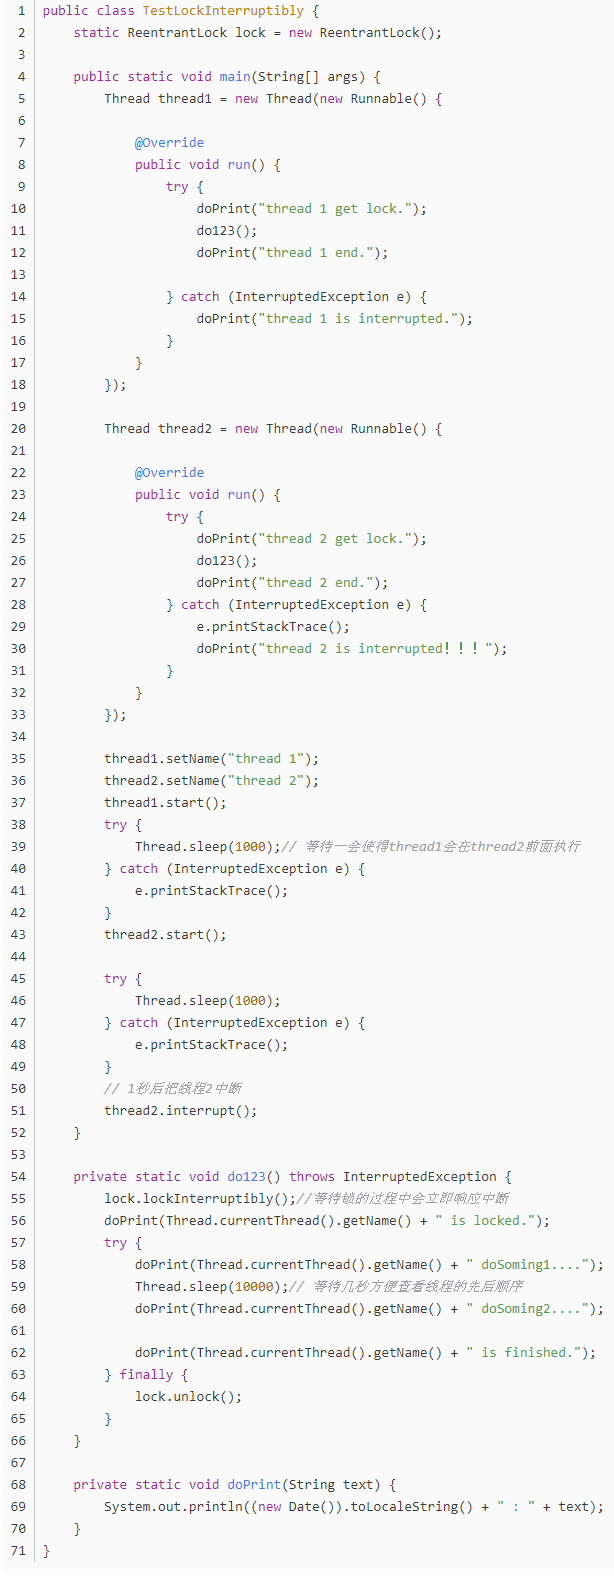 1 public class TestLockInterruptibly {
2 static ReentrantLock lock = new ReentrantLock();
3
4 public static void main(String[] args) {
5 Thread thread1 = new Thread(new Runnable() {
6
7 @Override
8 public void run() {
9 try {
10 doPrint("thread 1 get lock.");
11 do123();
12 doPrint("thread 1 end.");
13
14 } catch (InterruptedException e) {
15 doPrint("thread 1 is interrupted.");
16 }
17 }
18 });
19
20 Thread thread2 = new Thread(new Runnable() {
21
22 @Override
23 public void run() {
24 try {
25 doPrint("thread 2 get lock.");
26 do123();
27 doPrint("thread 2 end.");
28 } catch (InterruptedException e) {
29 e.printStackTrace();
30 doPrint("thread 2 is interrupted！！！");
31 }
32 }
33 });
34
35 thread1.setName("thread 1");
36 thread2.setName("thread 2");
37 thread1.start();
38 try {
39 Thread.sleep(1000);// 等待一会使得thread1会在thread2前面执行
40 } catch (InterruptedException e) {
41 e.printStackTrace();
42 }
43 thread2.start();
44
45 try {
46 Thread.sleep(1000);
47 } catch (InterruptedException e) {
48 e.printStackTrace();
49 }
50 // 1秒后把线程2中断
51 thread2.interrupt();
52 }
53
54 private static void do123() throws InterruptedException {
55 lock.lockInterruptibly();//等待锁的过程中会立即响应中断
56 doPrint(Thread.currentThread().getName() + " is locked.");
57 try {
58 doPrint(Thread.currentThread().getName() + " doSoming1....");
59 Thread.sleep(10000);// 等待几秒方便查看线程的先后顺序
60 doPrint(Thread.currentThread().getName() + " doSoming2....");
61
62 doPrint(Thread.currentThread().getName() + " is finished.");
63 } finally {
64 lock.unlock();
65 }
66 }
67
68 private static void doPrint(String text) {
69 System.out.println((new Date()).toLocaleString() + " : " + text);
70 }
71 }